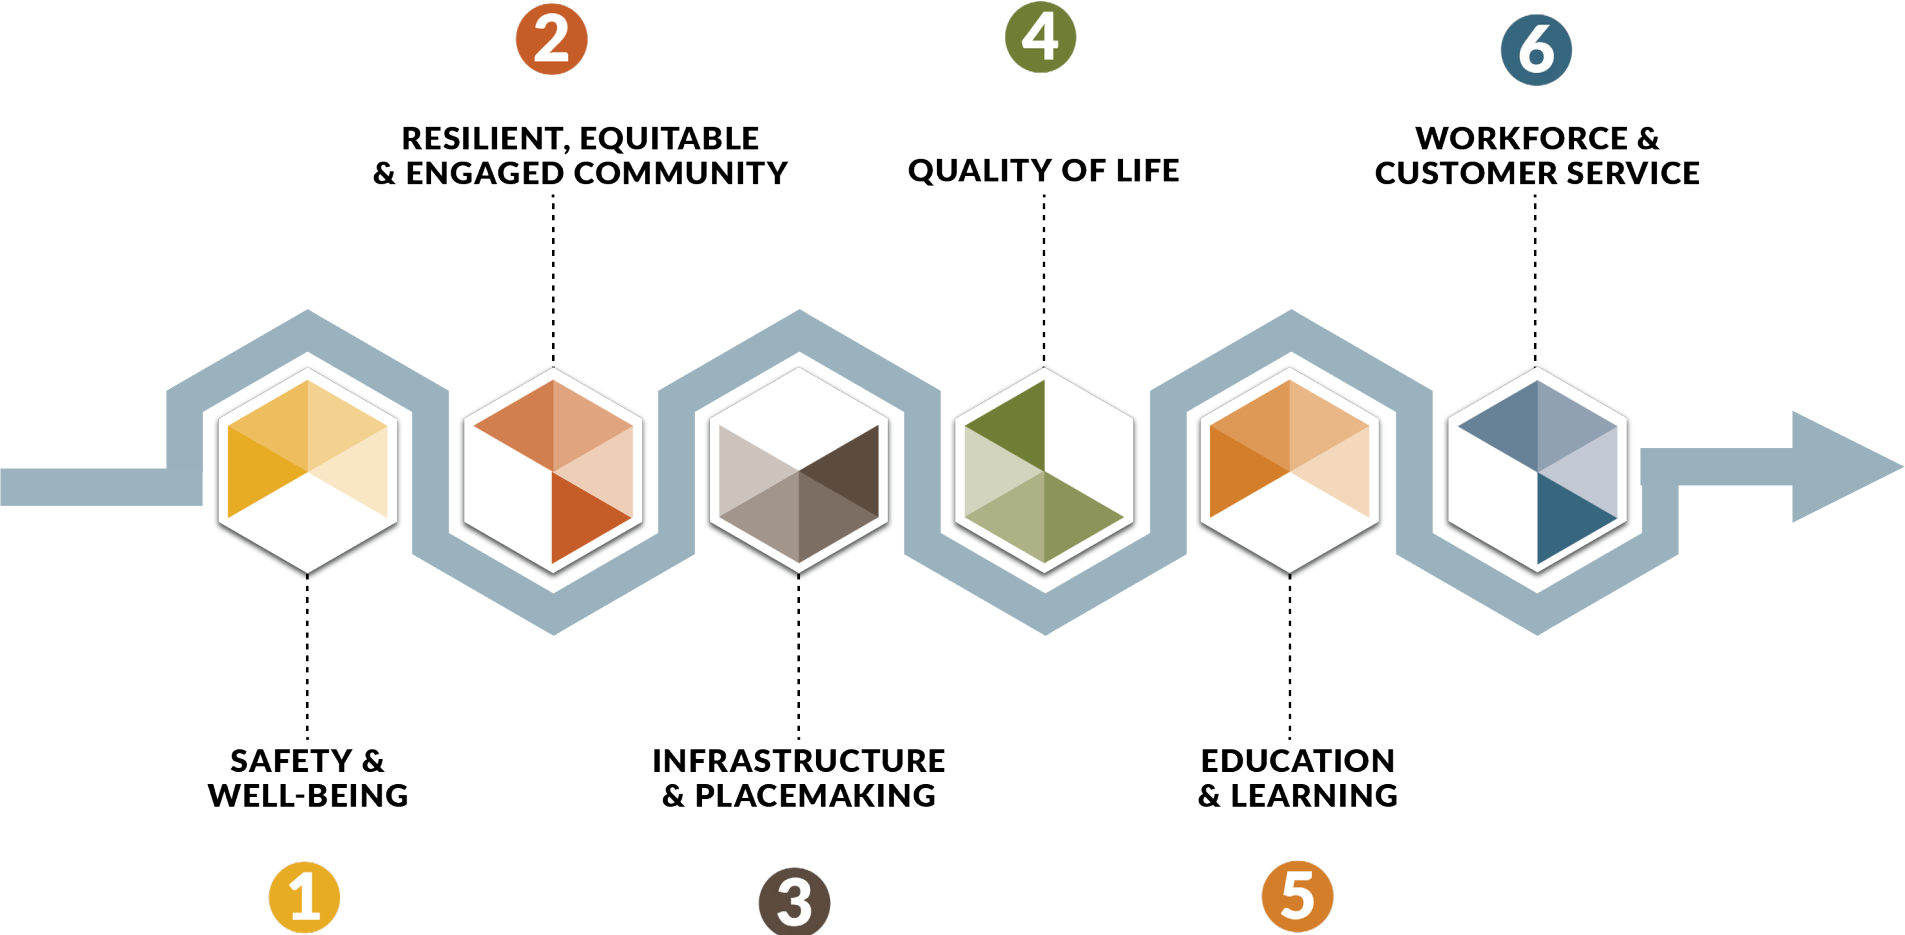 2
RESILIENT, EQUITABLE
& ENGAGED COMMUNITY
4
QUALITY OF LIFE
6
WORKFORCE &
CUSTOMER SERVICE
SAFETY &
WELL-BEING
1
INFRASTRUCTURE
& PLACEMAKING
3
EDUCATION
& LEARNING
5